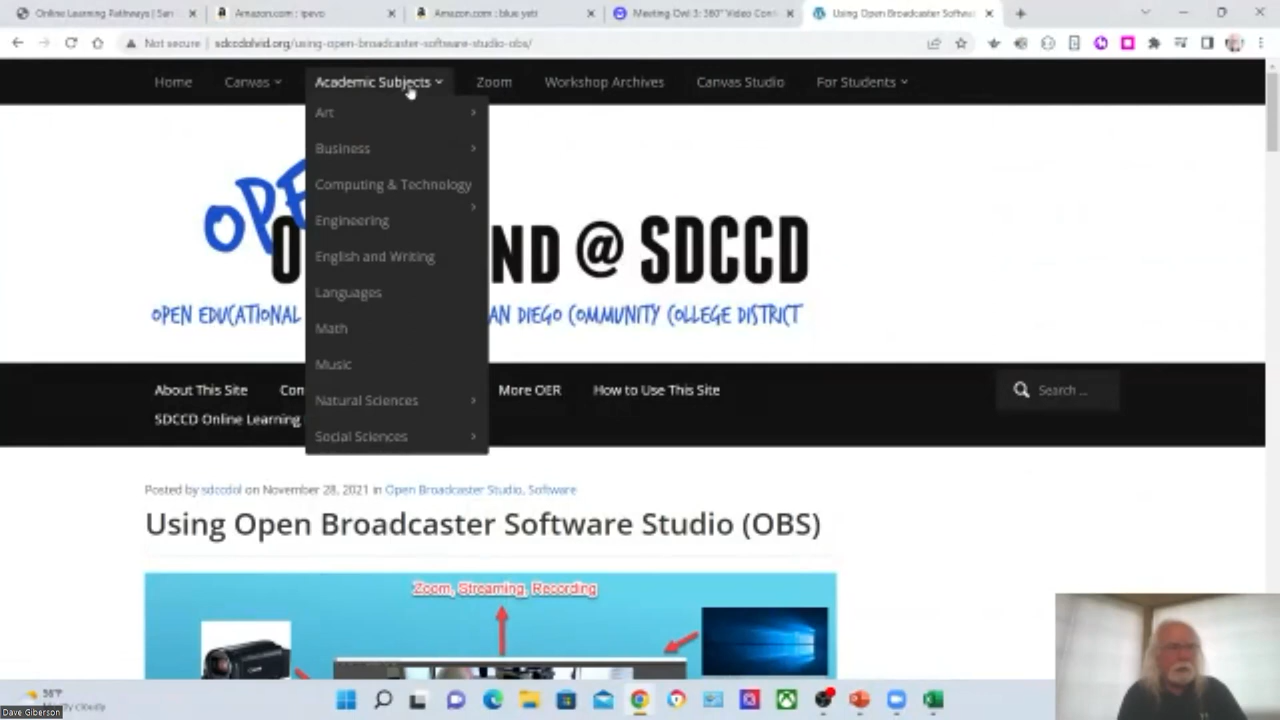 Online Learning Pathways | San
Amazon.com : ipevo
Amazon.com : blue yeti
Meeting Owl 3: 360° Video Con
Using Open Broadcaster Softwa
Not secure | sdccdolvid.org/using-open-broadcaster-software-studio-obs/
Home
Canvas
Academic Subjects
Zoom
Workshop Archives
Canvas Studio
For Students
Art
Business
Computing & Technology
Engineering
English and Writing
Languages
Math
Music
Natural Sciences
Social Sciences
OPE
O ND @ SDCCD
OPEN EDUCATIONAL AN DIEGO COMMUNITY COLLEGE DISTRICT
About This Site
Con
More OER
How to Use This Site
Search ...
SDCCD Online Learning
Posted by sdccdol on November 28, 2021 in Open Broadcaster Studio, Software
Using Open Broadcaster Software Studio (OBS)
Zoom, Streaming, Recording
cloudy
Dave Giberson